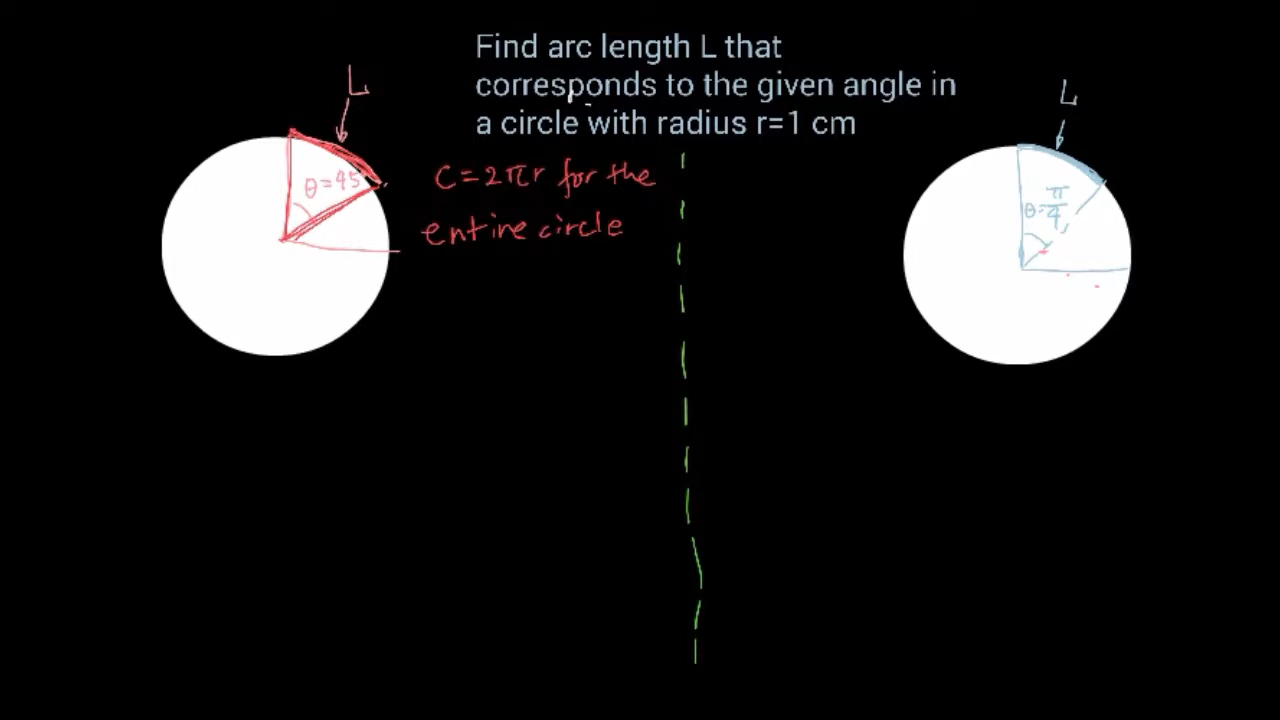 Find arc length L that
corresponds to the given angle in
a circle with radius r=1 cm
L
θ=45
C=2πr for the
entire circle
L
θ=π/4